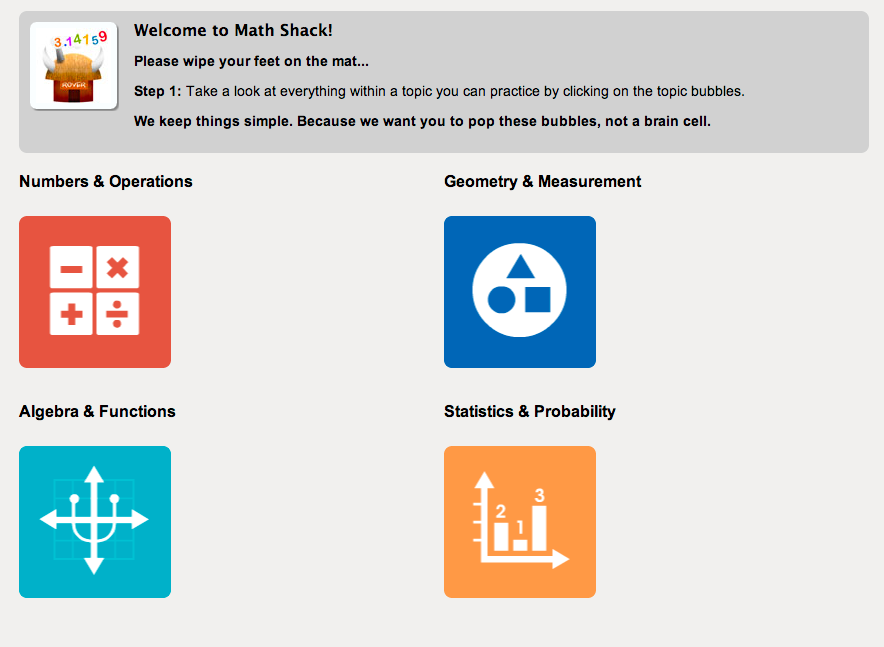 Welcome to Math Shack!
3.14159
ROYER
Please wipe your feet on the mat...
Step 1: Take a look at everything within a topic you can practice by clicking on the topic bubbles.
We keep things simple. Because we want you to pop these bubbles, not a brain cell.
Numbers & Operations
Geometry & Measurement
− ×
+ ÷
Algebra & Functions
Statistics & Probability
2 1 3